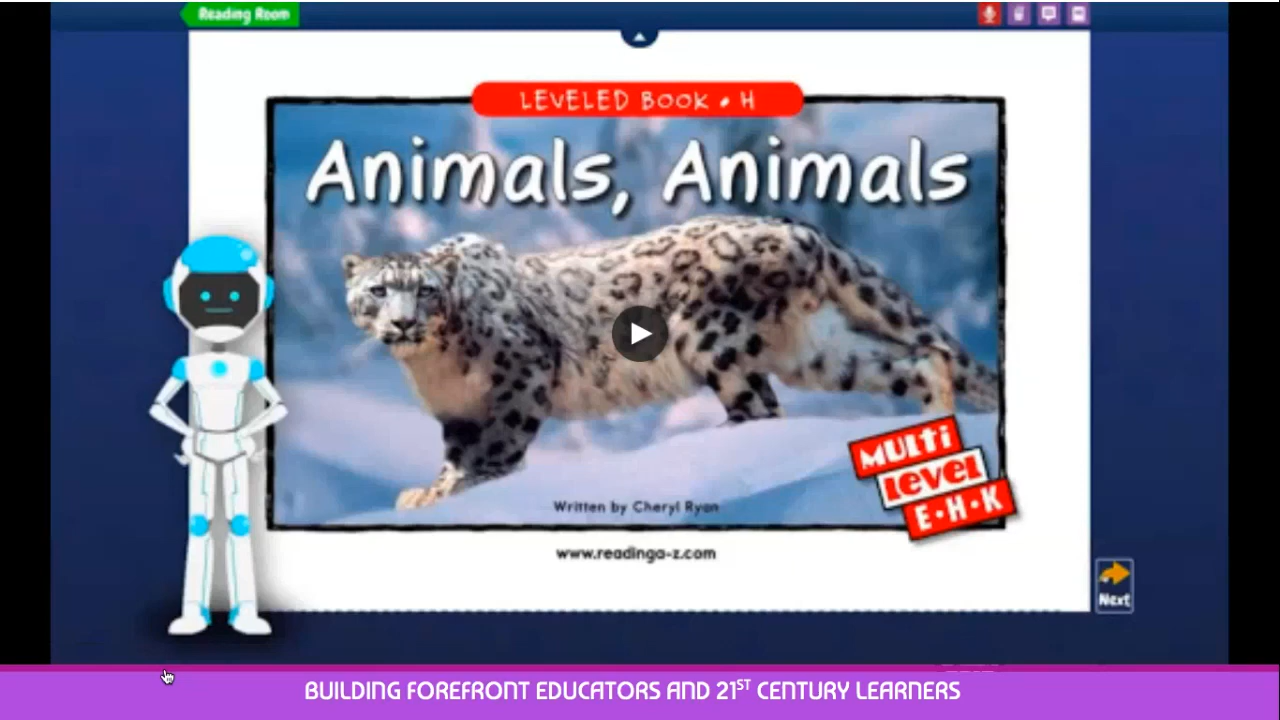 Reading Room
LEVELED BOOK • H
Animals, Animals
MULTi
level
E•H•K
Written by Cheryl Ryan
www.readinga-z.com
Next
BUILDING FOREFRONT EDUCATORS AND 21ST CENTURY LEARNERS